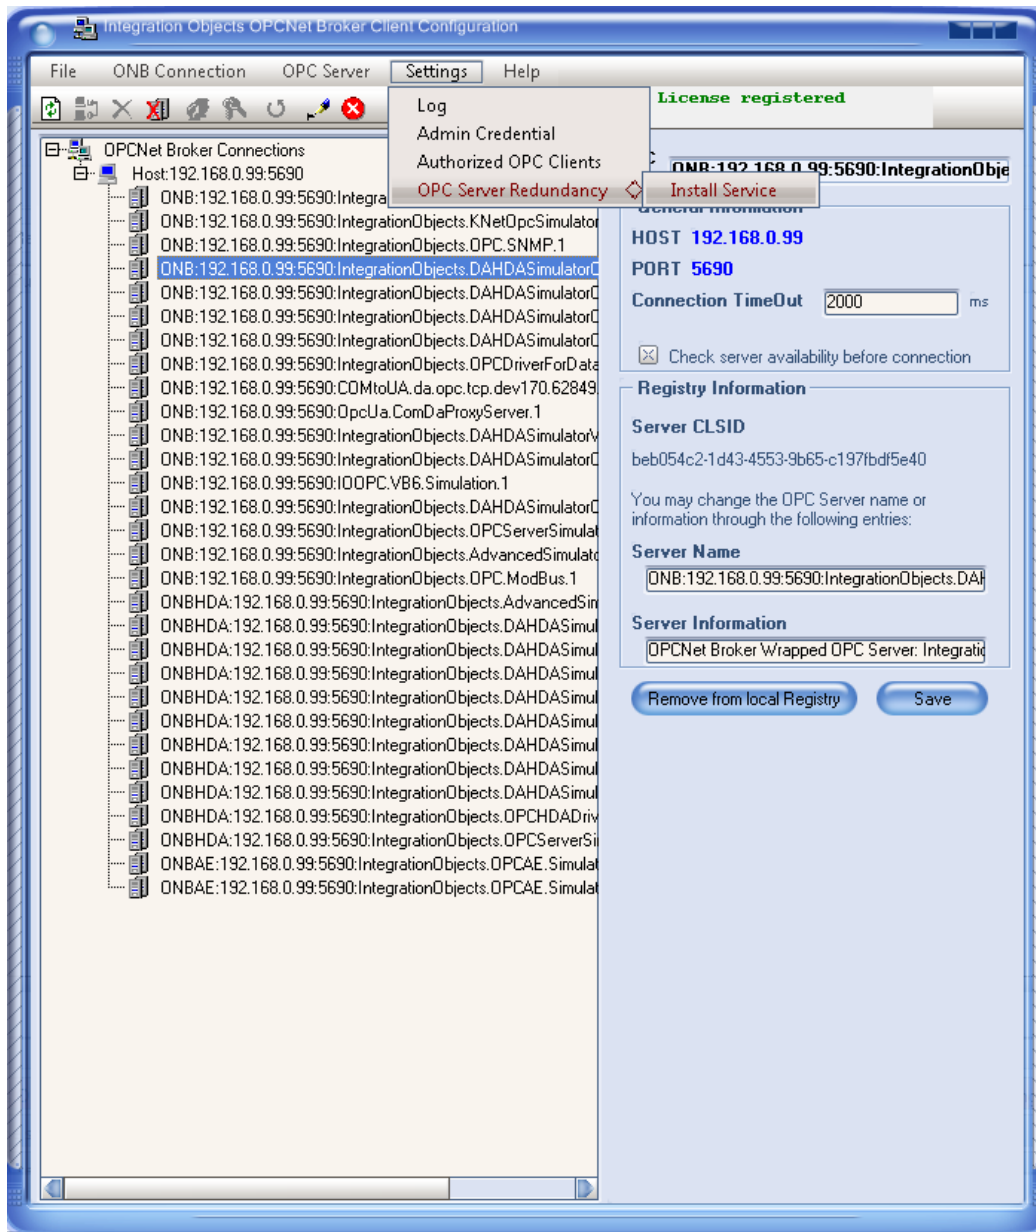 Integration Objects OPCNet Broker Client Configuration
File ONB Connection OPC Server Settings Help
License registered
Log
Admin Credential
Authorized OPC Clients
OPC Server Redundancy
Install Service
OPCNet Broker Connections
Host:192.168.0.99:5690
ONB:192.168.0.99:5690:Integra
ONB:192.168.0.99:5690:IntegrationObjects.KNetOpcSimulator
ONB:192.168.0.99:5690:IntegrationObjects.OPC.SNMP.1
ONB:192.168.0.99:5690:IntegrationObjects.DAHDASimulator
ONB:192.168.0.99:5690:IntegrationObjects.DAHDASimulator
ONB:192.168.0.99:5690:IntegrationObjects.DAHDASimulator
ONB:192.168.0.99:5690:IntegrationObjects.DAHDASimulator
ONB:192.168.0.99:5690:IntegrationObjects.OPCDriverForData
ONB:192.168.0.99:5690:COMtoUA.da.opc.tcp.dev170.62849.
ONB:192.168.0.99:5690:OpcUa.ComDaProxyServer.1
ONB:192.168.0.99:5690:IntegrationObjects.DAHDASimulatorV
ONB:192.168.0.99:5690:IntegrationObjects.DAHDASimulator
ONB:192.168.0.99:5690:IOOPC.VB6.Simulation.1
ONB:192.168.0.99:5690:IntegrationObjects.DAHDASimulator
ONB:192.168.0.99:5690:IntegrationObjects.OPCServerSimulat
ONB:192.168.0.99:5690:IntegrationObjects.AdvancedSimulato
ONB:192.168.0.99:5690:IntegrationObjects.OPC.ModBus.1
ONBHDA:192.168.0.99:5690:IntegrationObjects.AdvancedSim
ONBHDA:192.168.0.99:5690:IntegrationObjects.DAHDASimul
ONBHDA:192.168.0.99:5690:IntegrationObjects.DAHDASimul
ONBHDA:192.168.0.99:5690:IntegrationObjects.DAHDASimul
ONBHDA:192.168.0.99:5690:IntegrationObjects.DAHDASimul
ONBHDA:192.168.0.99:5690:IntegrationObjects.DAHDASimul
ONBHDA:192.168.0.99:5690:IntegrationObjects.DAHDASimul
ONBHDA:192.168.0.99:5690:IntegrationObjects.DAHDASimul
ONBHDA:192.168.0.99:5690:IntegrationObjects.DAHDASimul
ONBHDA:192.168.0.99:5690:IntegrationObjects.OPCHDADriv
ONBHDA:192.168.0.99:5690:IntegrationObjects.OPCServerSi
ONBAE:192.168.0.99:5690:IntegrationObjects.OPCAE.Simulat
ONBAE:192.168.0.99:5690:IntegrationObjects.OPCAE.Simulat
ONB:192.168.0.99:5690:IntegrationObje
General Information
HOST 192.168.0.99
PORT 5690
Connection TimeOut 2000 ms
Check server availability before connection
Registry Information
Server CLSID
beb054c2-1d43-4553-9b65-c197fbdf5e40
You may change the OPC Server name or
information through the following entries:
Server Name
ONB:192.168.0.99:5690:IntegrationObjects.DAH
Server Information
OPCNet Broker Wrapped OPC Server: Integratio
Remove from local Registry Save